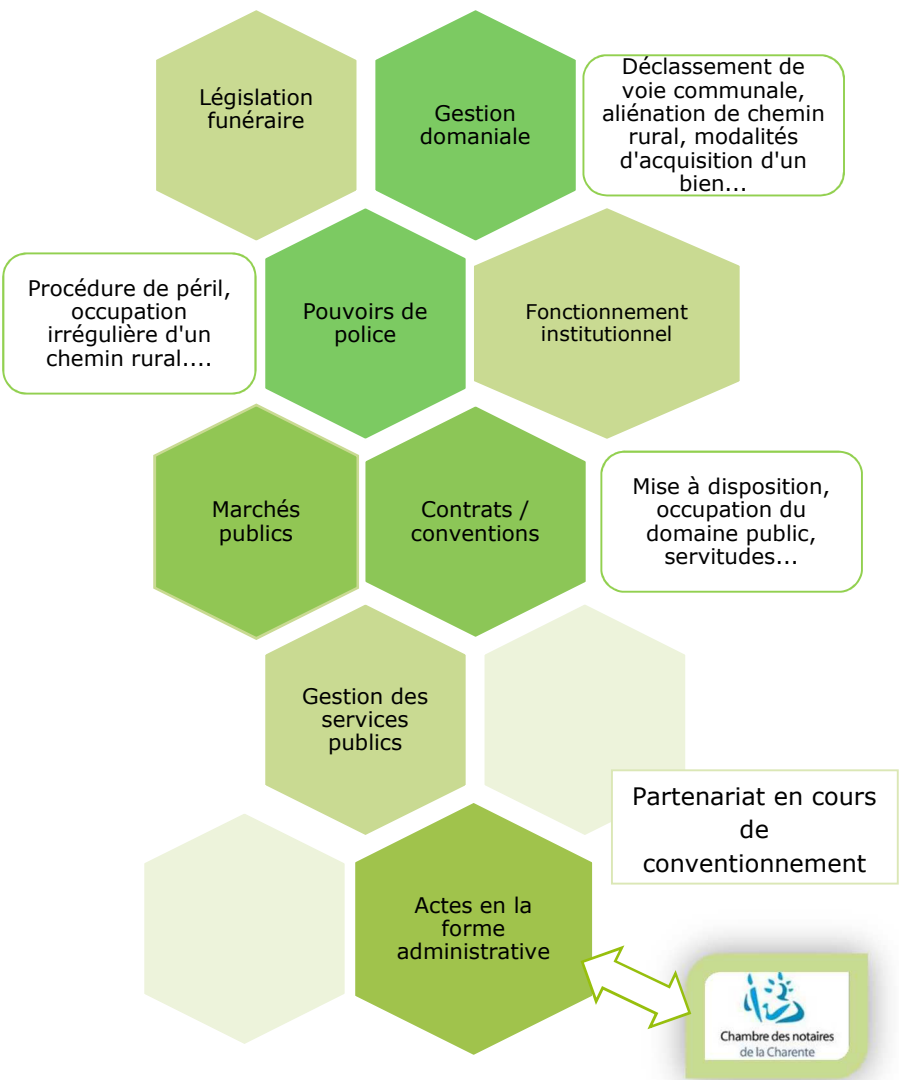 Législation
funéraire
Gestion
domaniale
Déclassement de
voie communale,
aliénation de chemin
rural, modalités
d'acquisition d'un
bien...
Procédure de péril,
occupation
irrégulière d'un
chemin rural....
Pouvoirs de
police
Fonctionnement
institutionnel
Marchés
publics
Contrats /
conventions
Mise à disposition,
occupation du
domaine public,
servitudes...
Gestion des
services
publics
Partenariat en cours
de
conventionnement
Actes en la
forme
administrative
Chambre des notaires
de la Charente